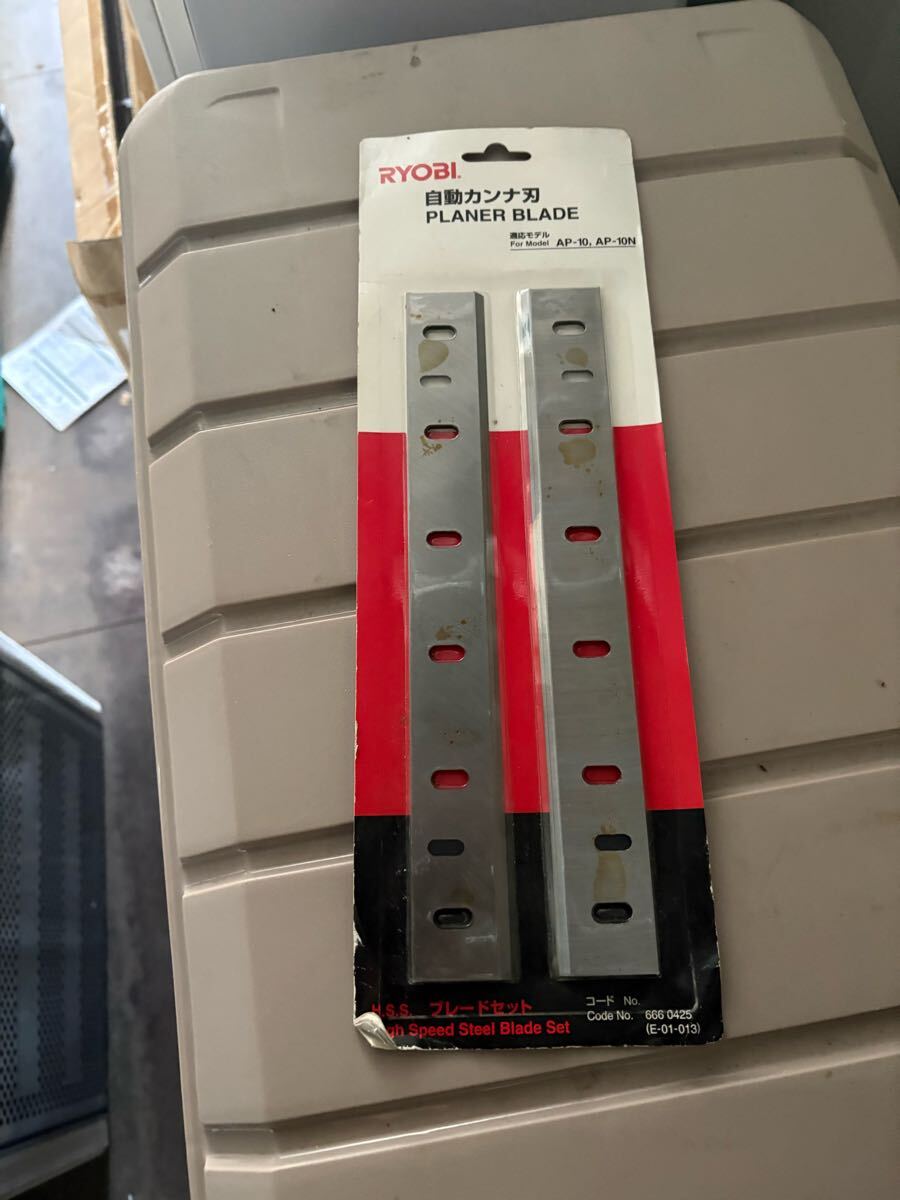 RYOBI.
自動カンナ刃
PLANER BLADE
適応モデル
For Model AP-10, AP-10N
H.S.S. ブレードセット
Speed Steel Blade Set
コード No.
Code No. 666 0425
(E-01-013)